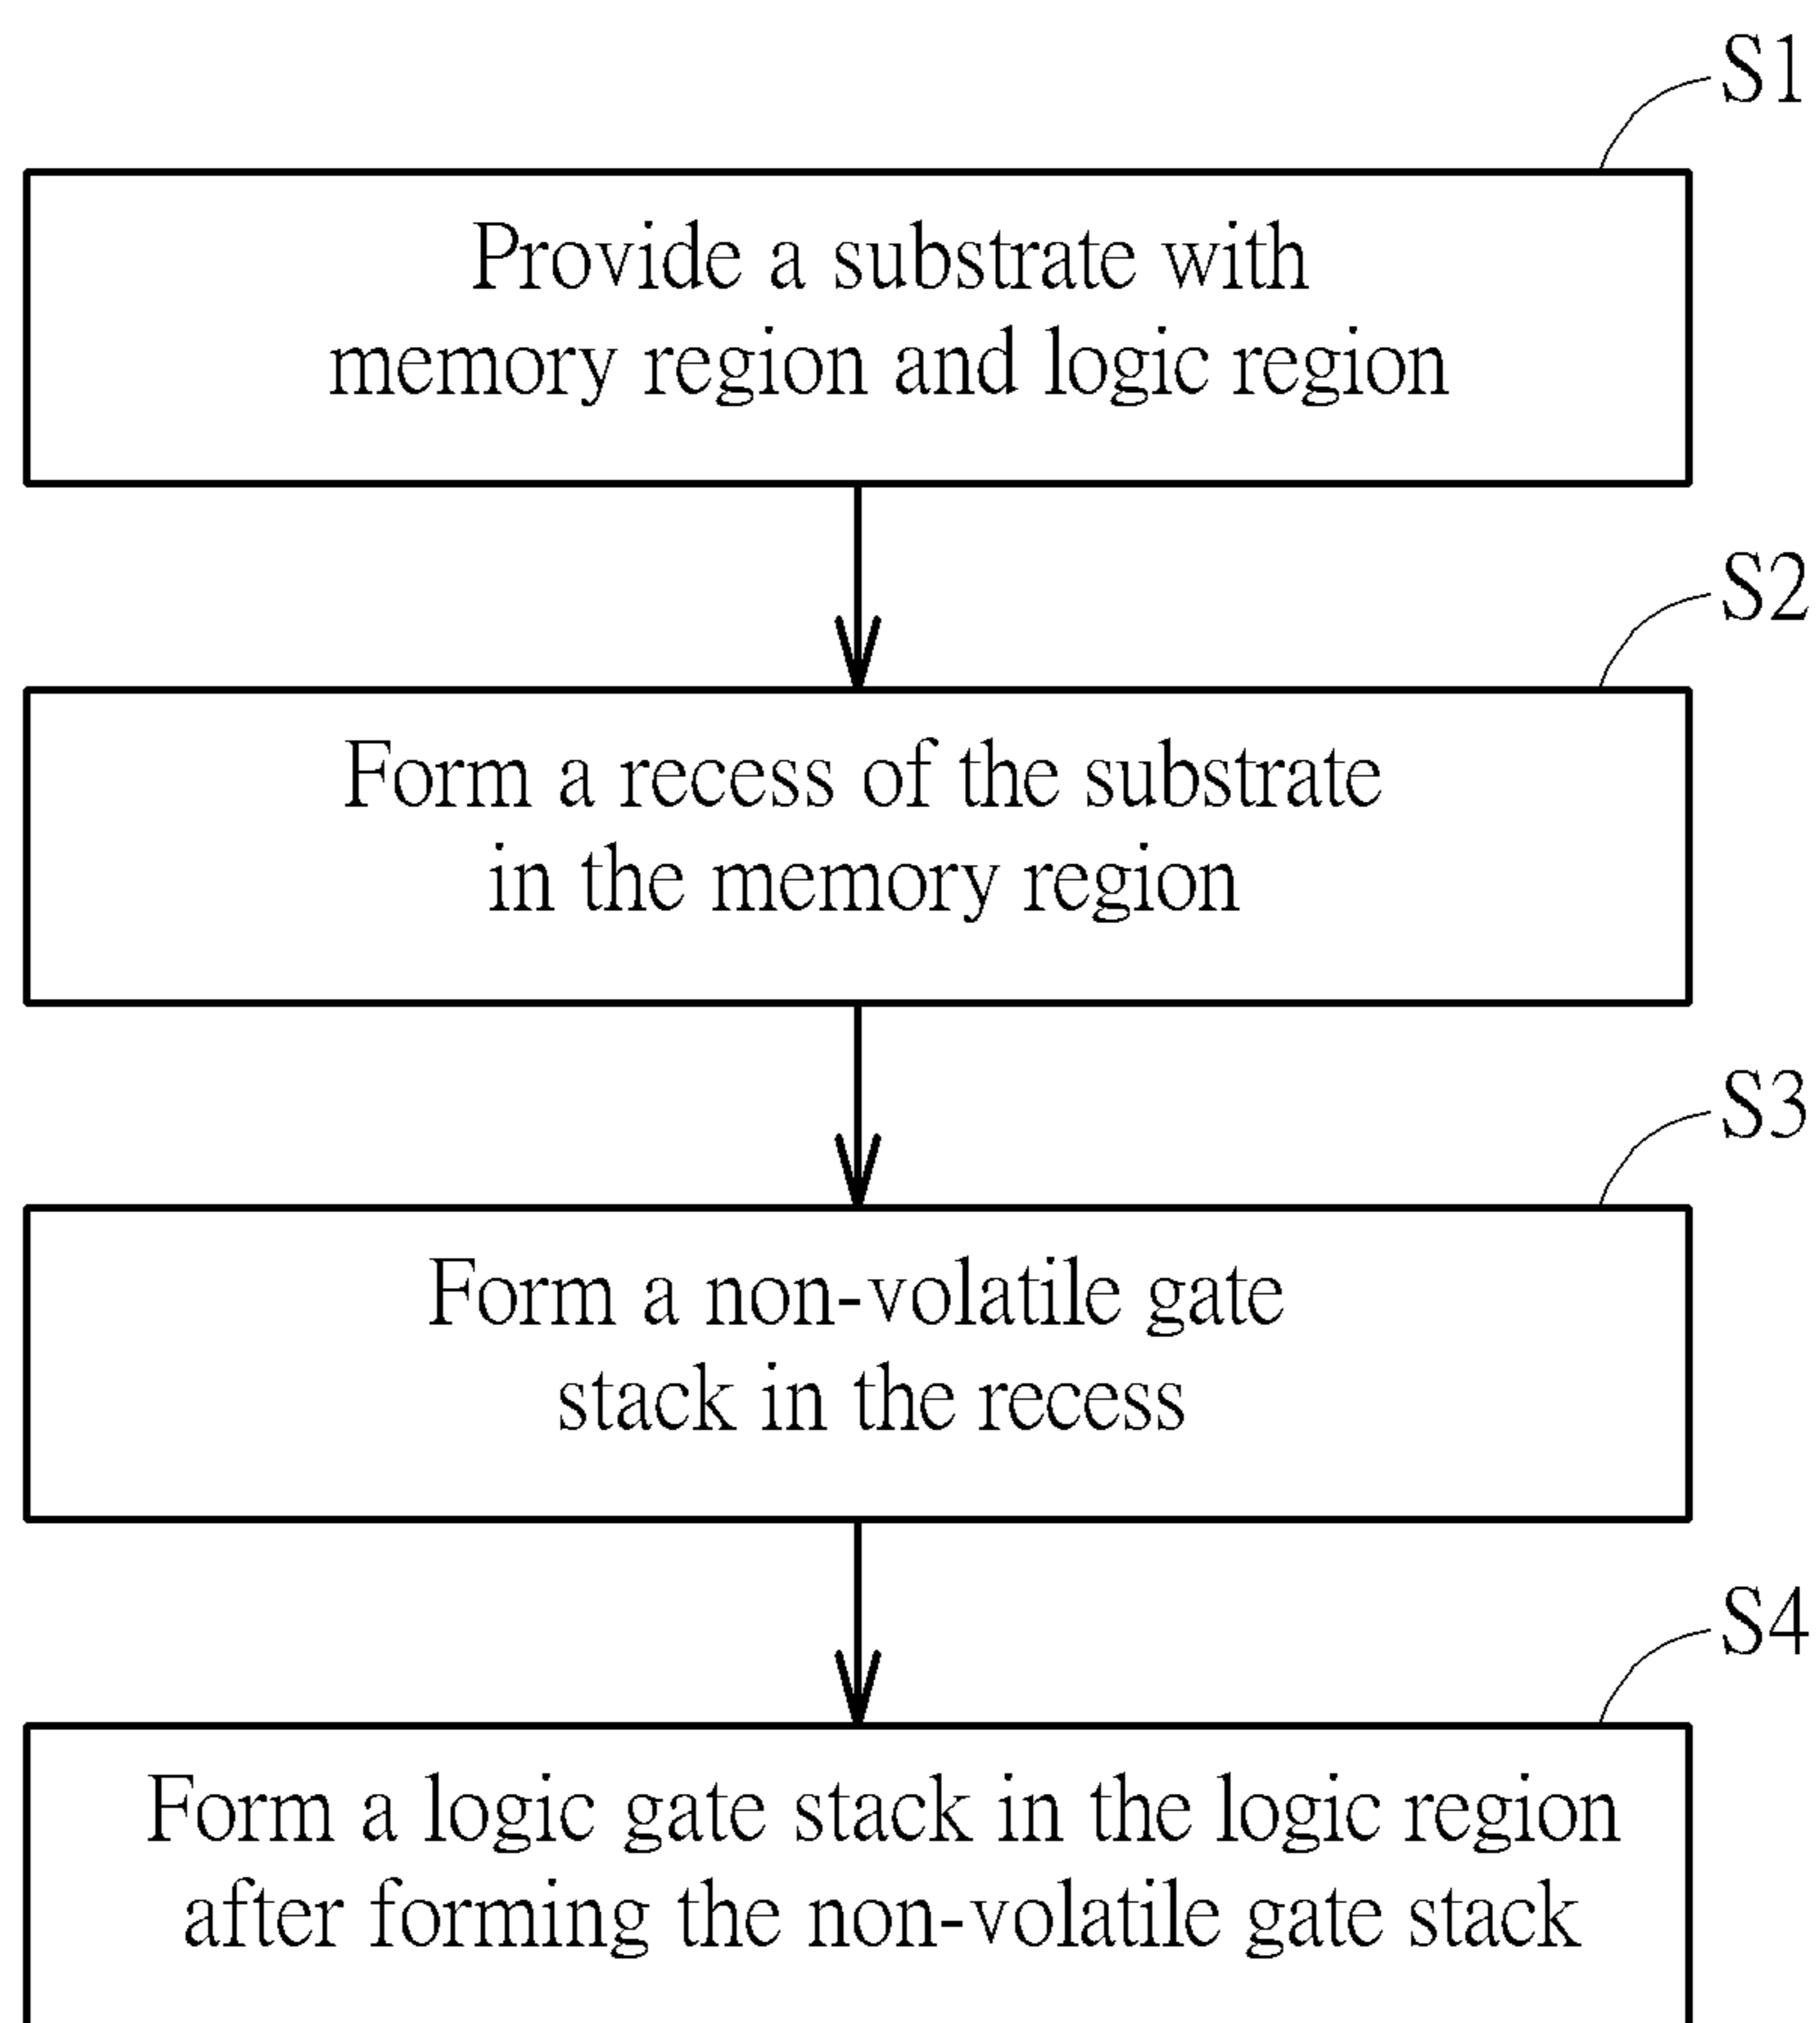 S1
Provide a substrate with
memory region and logic region
S2
Form a recess of the substrate
in the memory region
S3
Form a non-volatile gate
stack in the recess
S4
Form a logic gate stack in the logic region
after forming the non-volatile gate stack